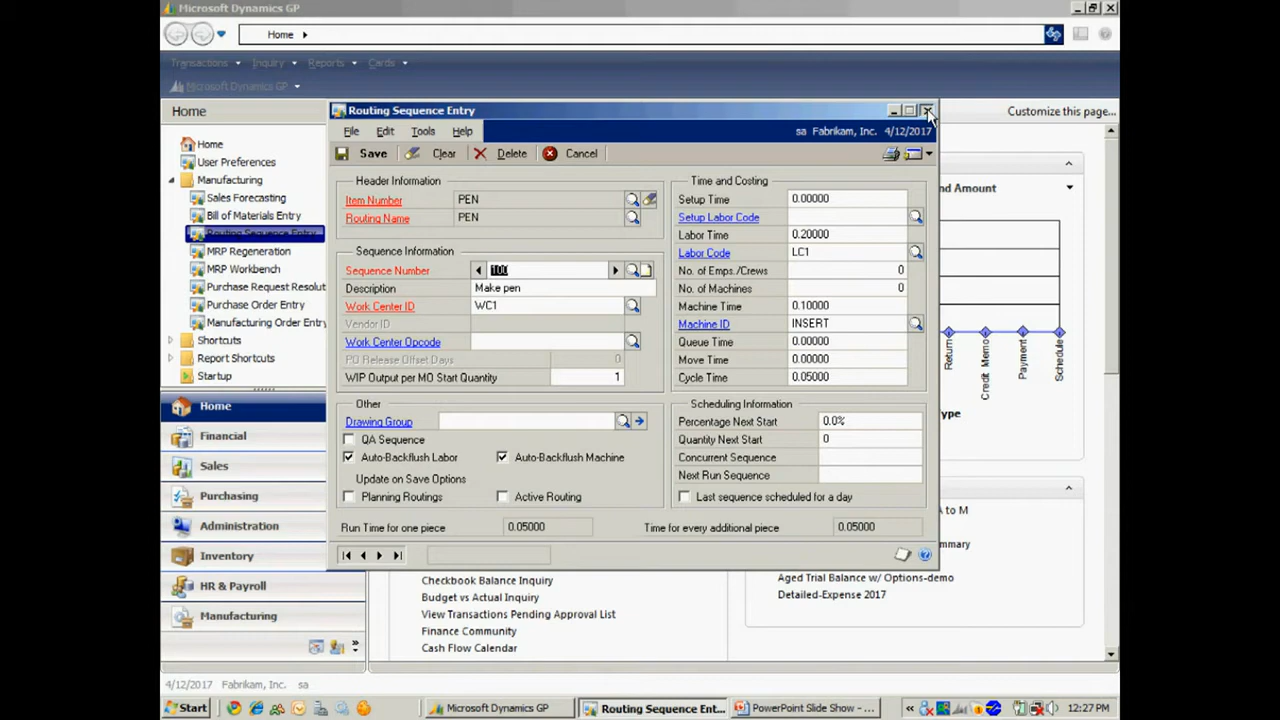 Microsoft Dynamics GP
Home
Transactions Inquiry Reports Cards
Microsoft Dynamics GP
Home
Customize this page...
Home
User Preferences
Manufacturing
Sales Forecasting
Bill of Materials Entry
Routing Sequence Entry
MRP Regeneration
MRP Workbench
Purchase Request Resolut
Purchase Order Entry
Manufacturing Order Entry
Shortcuts
Report Shortcuts
Startup
Home
Financial
Sales
Purchasing
Administration
Inventory
HR & Payroll
Manufacturing
Routing Sequence Entry
File Edit Tools Help
sa Fabrikam, Inc. 4/12/2017
Save Clear Delete Cancel
Header Information
Item Number PEN
Routing Name PEN
Sequence Information
Sequence Number 100
Description Make pen
Work Center ID WC1
Vendor ID
Work Center Opcode
PO Release Offset Days 0
WIP Output per MO Start Quantity 1
Other
Drawing Group
QA Sequence
Auto-Backflush Labor Auto-Backflush Machine
Update on Save Options
Planning Routings Active Routing
Time and Costing
Setup Time 0.00000
Setup Labor Code
Labor Time 0.20000
Labor Code LC1
No. of Emps./Crews 0
No. of Machines 0
Machine Time 0.10000
Machine ID INSERT
Queue Time 0.00000
Move Time 0.00000
Cycle Time 0.05000
Scheduling Information
Percentage Next Start 0.0%
Quantity Next Start 0
Concurrent Sequence
Next Run Sequence
Last sequence scheduled for a day
Run Time for one piece 0.05000 Time for every additional piece 0.05000
nd Amount
Return
Credit Memo
Payment
Schedule
ype
A to M
mmary
Checkbook Balance Inquiry
Budget vs Actual Inquiry
View Transactions Pending Approval List
Finance Community
Cash Flow Calendar
Aged Trial Balance w/ Options-demo
Detailed-Expense 2017
4/12/2017 Fabrikam, Inc. sa
Start
Microsoft Dynamics GP
Routing Sequence Ent...
PowerPoint Slide Show - ...
12:27 PM